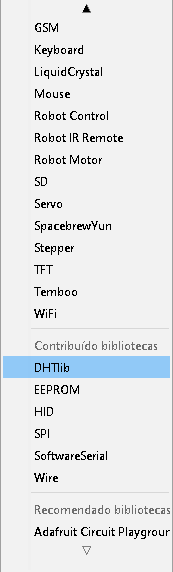 GSM
Keyboard
LiquidCrystal
Mouse
Robot Control
Robot IR Remote
Robot Motor
SD
Servo
SpacebrewYun
Stepper
TFT
Temboo
WiFi
Contribuído bibliotecas
DHTlib
EEPROM
HID
SPI
SoftwareSerial
Wire
Recomendado bibliotecas
Adafruit Circuit Playgroun